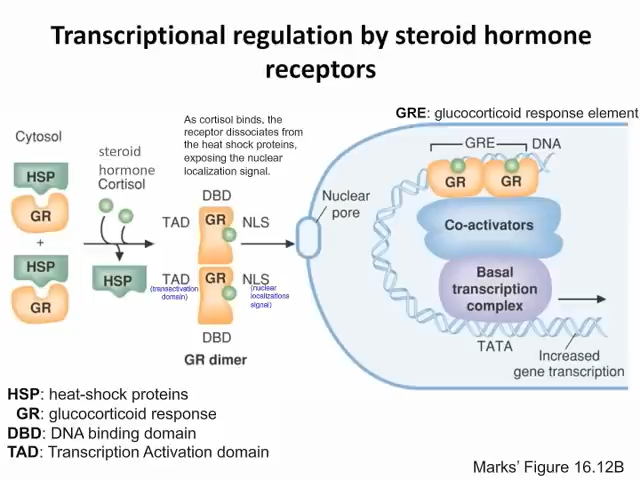 Transcriptional regulation by steroid hormone
receptors
GRE: glucocorticoid response element
As cortisol binds, the
receptor dissociates from
the heat shock proteins,
exposing the nuclear
localization signal.
Cytosol
steroid
hormone
Cortisol
HSP
GR
+
HSP
GR
HSP
DBD
TAD
GR
NLS
TAD
(transactivation
domain)
GR
NLS
(nuclear
localizations
signal)
DBD
GR dimer
Nuclear
pore
GRE
DNA
GR
GR
Co-activators
Basal
transcription
complex
TATA
Increased
gene transcription
HSP: heat-shock proteins
GR: glucocorticoid response
DBD: DNA binding domain
TAD: Transcription Activation domain
Marks’ Figure 16.12B